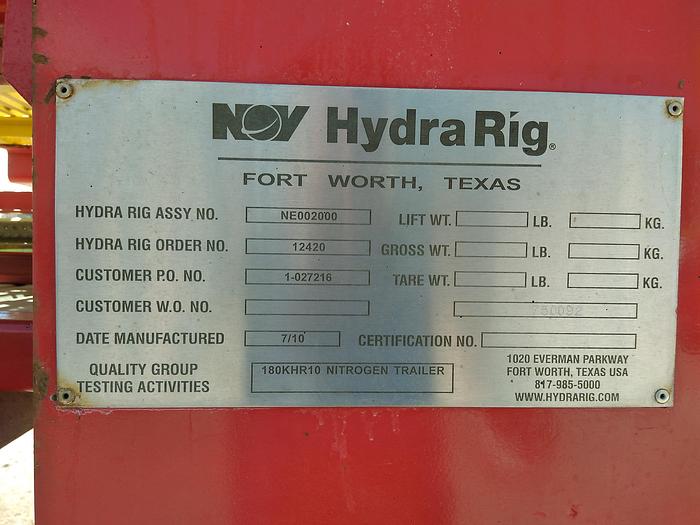 NOV Hydra Rig®
FORT WORTH, TEXAS
HYDRA RIG ASSY NO. NE002000 LIFT WT. LB. KG.
HYDRA RIG ORDER NO. 12420 GROSS WT. LB. KG.
CUSTOMER P.O. NO. 1-027216 TARE WT. LB. KG.
CUSTOMER W.O. NO. 750092
DATE MANUFACTURED 7/10 CERTIFICATION NO.
QUALITY GROUP
TESTING ACTIVITIES
180KHR10 NITROGEN TRAILER
1020 EVERMAN PARKWAY
FORT WORTH, TEXAS USA
817-985-5000
WWW.HYDRARIG.COM